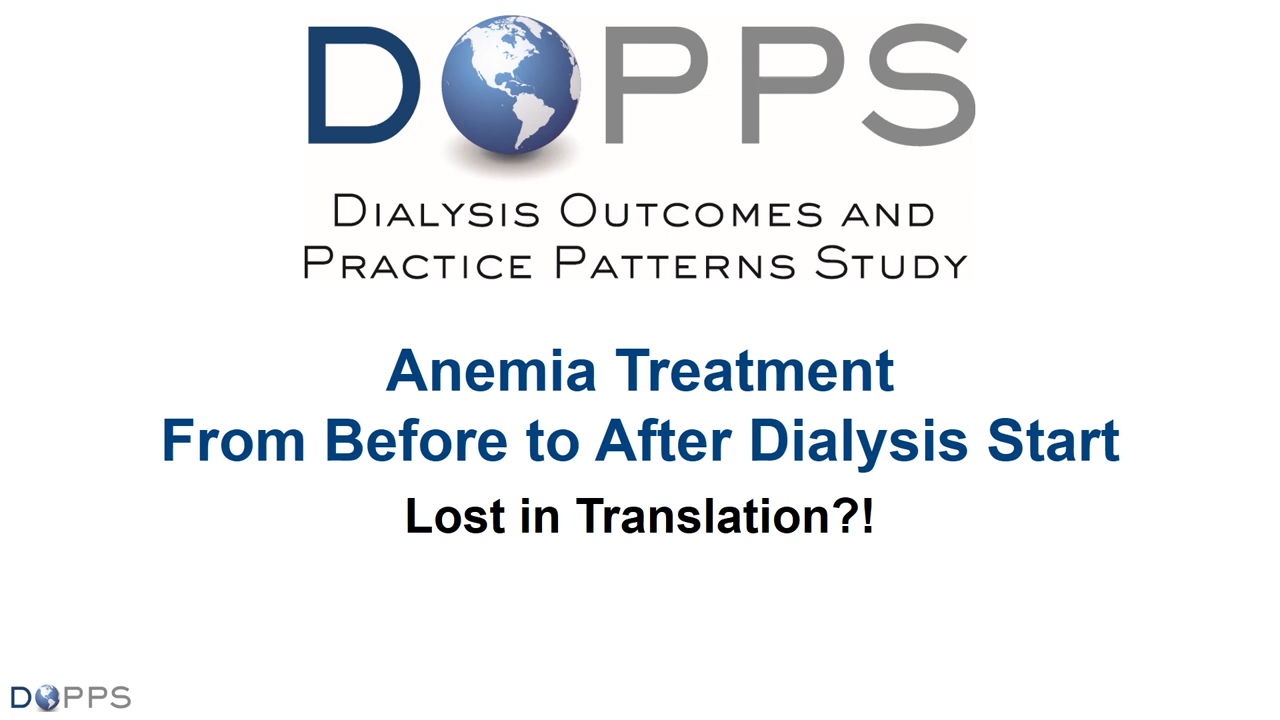 DOPPS
DIALYSIS OUTCOMES AND
PRACTICE PATTERNS STUDY
Anemia Treatment
From Before to After Dialysis Start
Lost in Translation?!
DOPPS